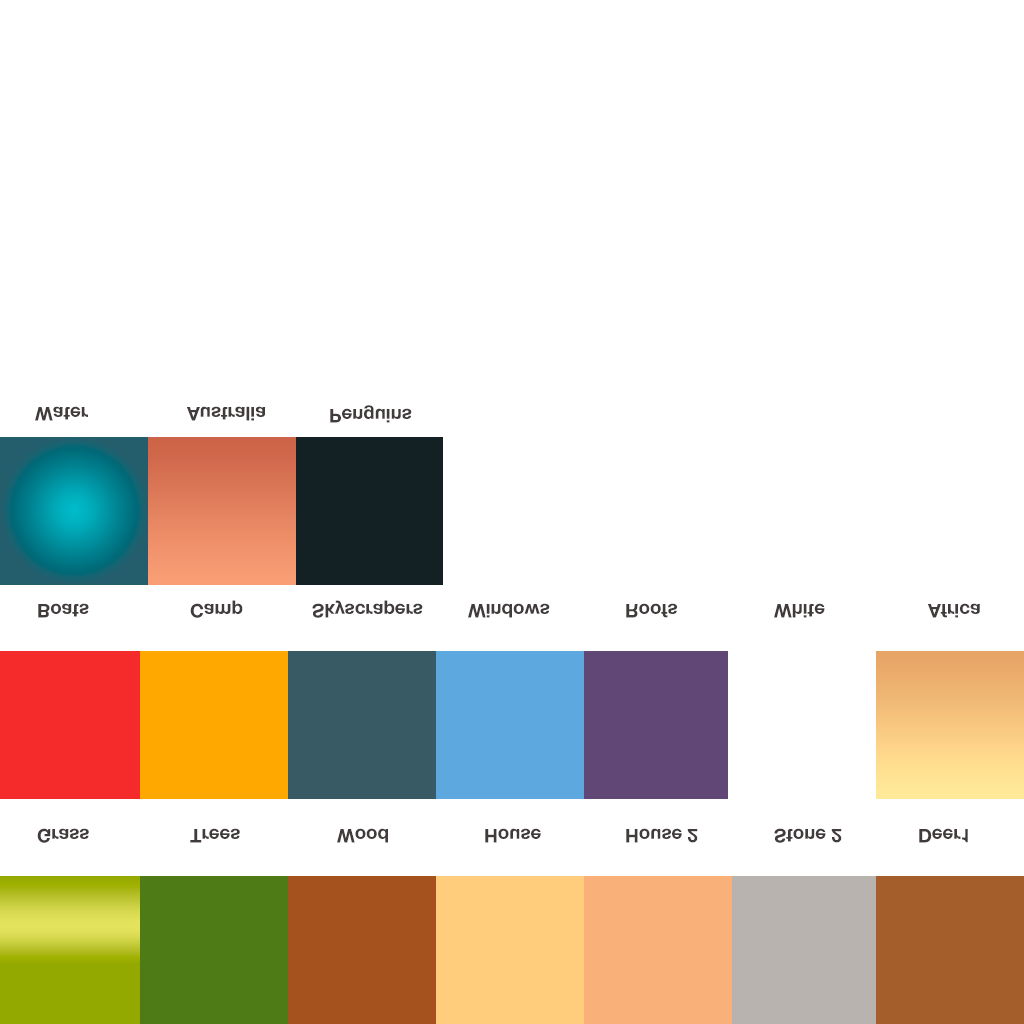 Water Australia Penguins
Boats Camp Skyscrapers Windows Roofs White Africa
Grass Trees Wood House House 2 Stone 2 Deer1